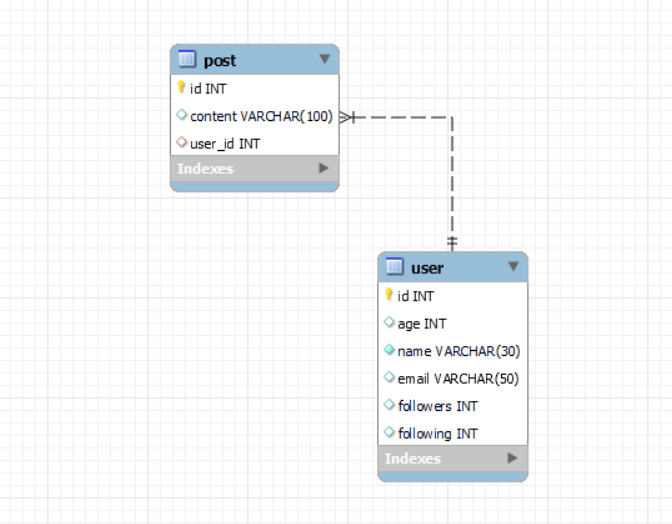 post
id INT
content VARCHAR(100)
user_id INT
Indexes
user
id INT
age INT
name VARCHAR(30)
email VARCHAR(50)
followers INT
following INT
Indexes